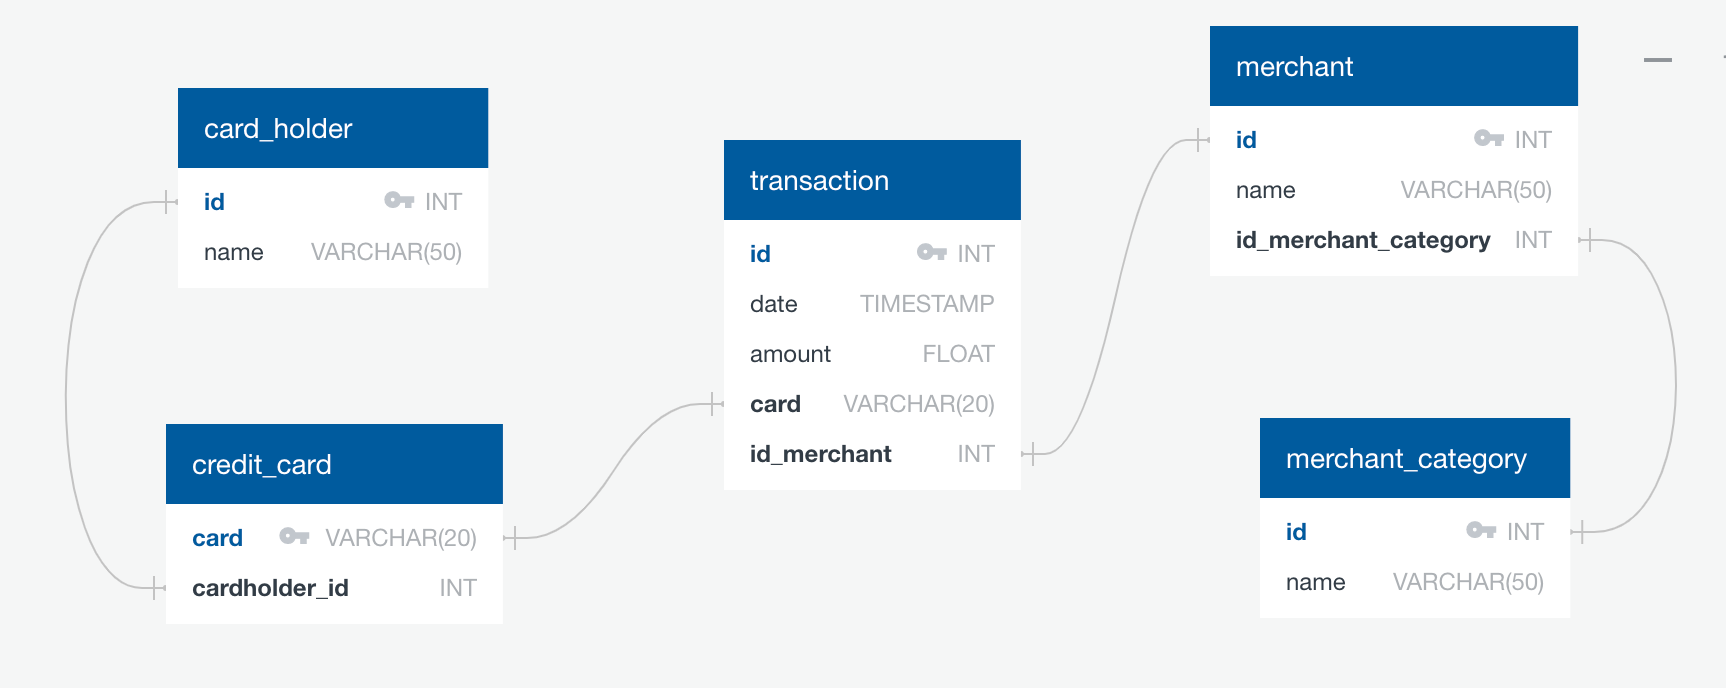 card_holder
id INT
name VARCHAR(50)
credit_card
card VARCHAR(20)
cardholder_id INT
transaction
id INT
date TIMESTAMP
amount FLOAT
card VARCHAR(20)
id_merchant INT
merchant
id INT
name VARCHAR(50)
id_merchant_category INT
merchant_category
id INT
name VARCHAR(50)